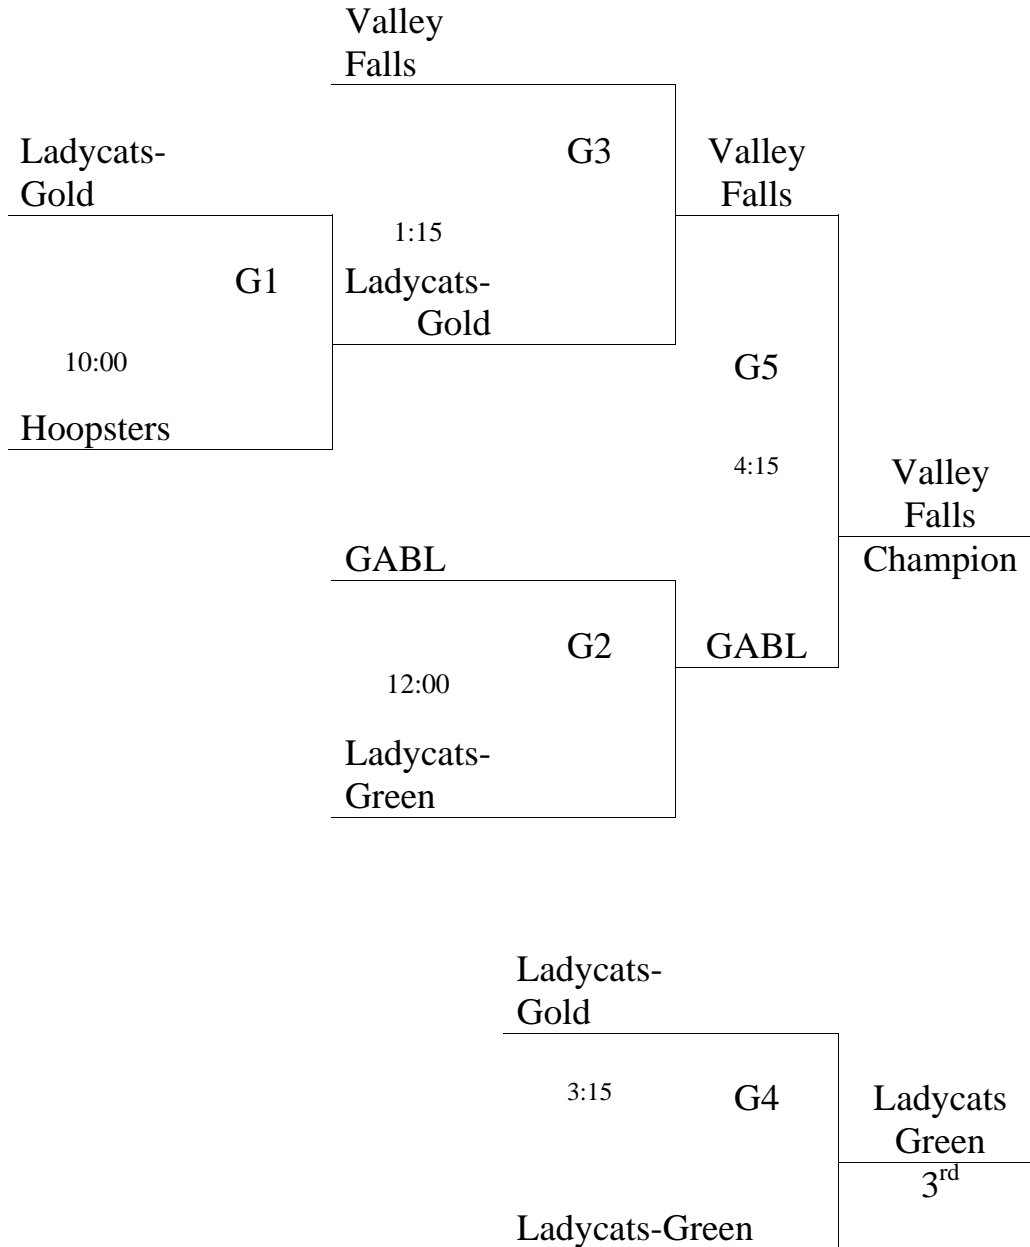 Valley
Falls
Ladycats-
Gold
G3
Valley
Falls
1:15
G1
Ladycats-
Gold
10:00
G5
Hoopsters
4:15
Valley
Falls
Champion
GABL
G2
GABL
12:00
Ladycats-
Green
Ladycats-
Gold
3:15
G4
Ladycats
Green
3rd
Ladycats-Green